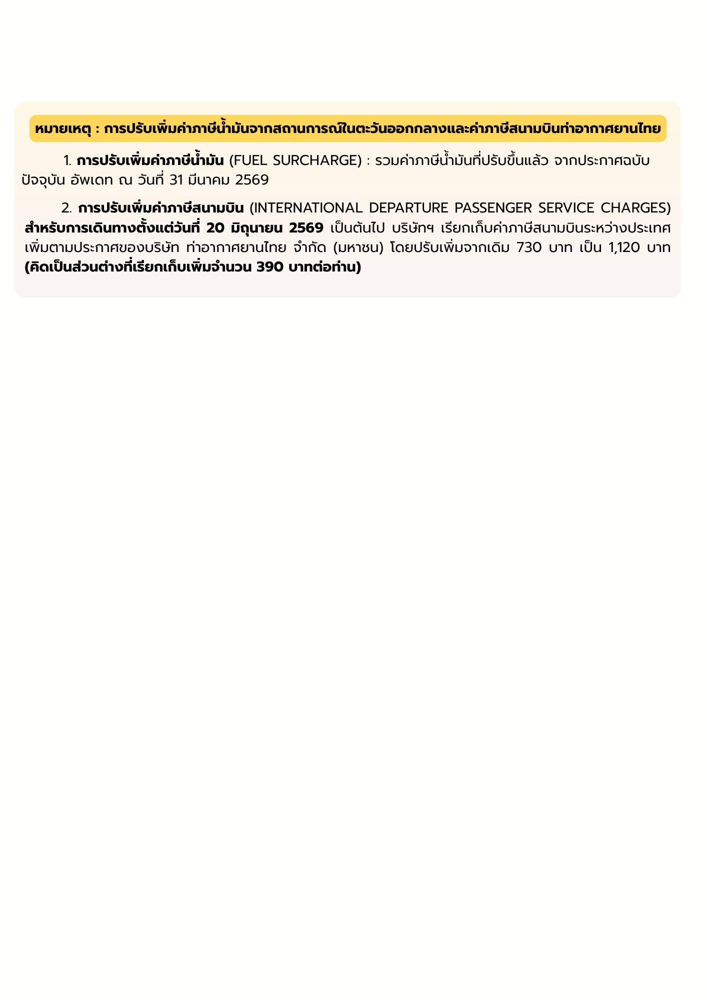 หมายเหตุ : การปรับเพิ่มค่าภาษีน้ำมันจากสถานการณ์ในตะวันออกกลางและค่าภาษีสนามบินท่าอากาศยานไทย
1. การปรับเพิ่มค่าภาษีน้ำมัน (FUEL SURCHARGE) : รวมค่าภาษีน้ำมันที่ปรับขึ้นแล้ว จากประกาศฉบับ
ปัจจุบัน อัพเดท ณ วันที่ 31 มีนาคม 2569
2. การปรับเพิ่มค่าภาษีสนามบิน (INTERNATIONAL DEPARTURE PASSENGER SERVICE CHARGES)
สำหรับการเดินทางตั้งแต่วันที่ 20 มิถุนายน 2569 เป็นต้นไป บริษัทฯ เรียกเก็บค่าภาษีสนามบินระหว่างประเทศ
เพิ่มตามประกาศของบริษัท ท่าอากาศยานไทย จำกัด (มหาชน) โดยปรับเพิ่มจากเดิม 730 บาท เป็น 1,120 บาท
(คิดเป็นส่วนต่างที่เรียกเก็บเพิ่มจำนวน 390 บาทต่อท่าน)